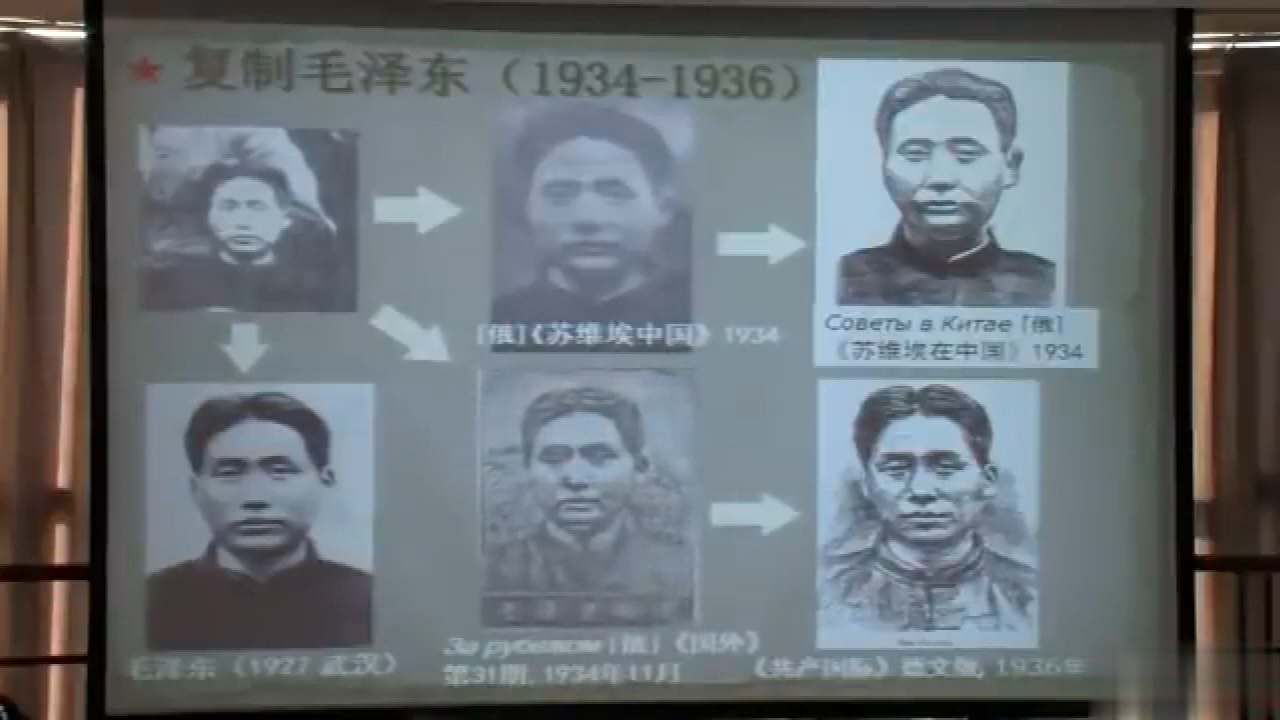 ★ 复制毛泽东（1934-1936）
[俄]《苏维埃中国》1934
Советы в Китае [俄]
《苏维埃在中国》1934
毛泽东（1927 武汉）
За рубежом [俄]《国外》
第31期, 1934年11月
《共产国际》德文版, 1936年